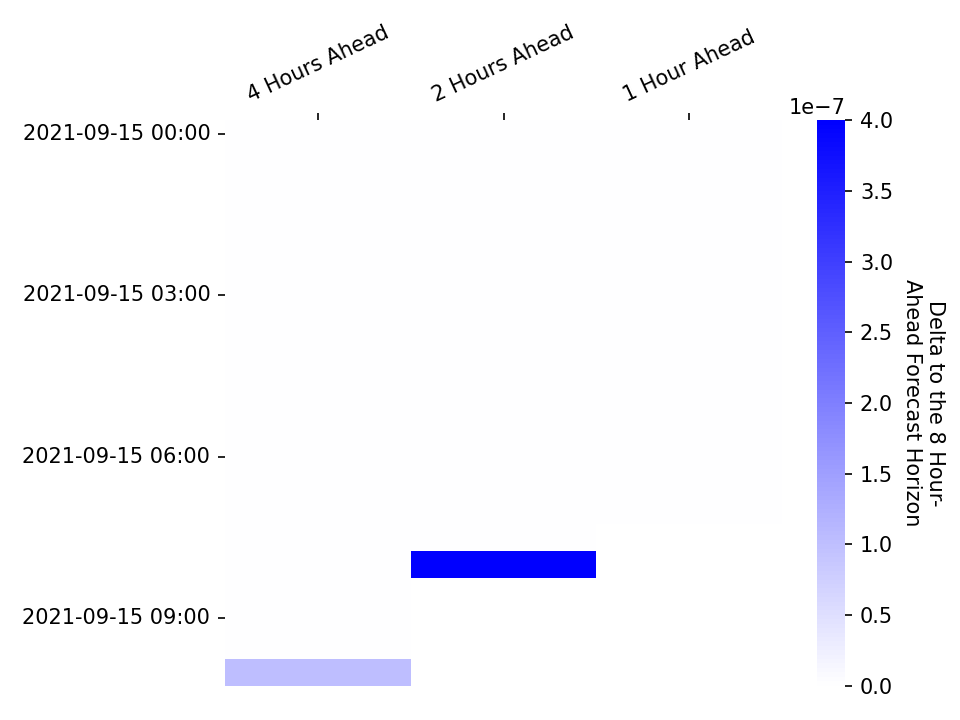 4 Hours Ahead
2 Hours Ahead
1 Hour Ahead
2021-09-15 00:00
2021-09-15 03:00
2021-09-15 06:00
2021-09-15 09:00
1e−7
4.0
3.5
3.0
2.5
2.0
1.5
1.0
0.5
0.0
Delta to the 8 Hour-
Ahead Forecast Horizon